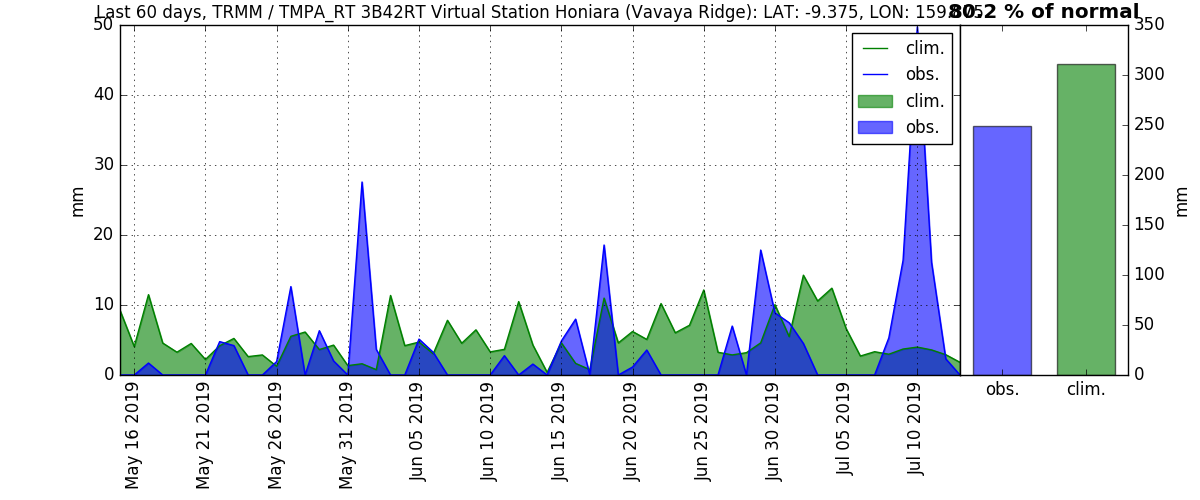 Last 60 days, TRMM / TMPA_RT 3B42RT Virtual Station Honiara (Vavaya Ridge): LAT: -9.375, LON: 159.875
80.2 % of normal
50
40
30
20
10
0
mm
clim.
obs.
clim.
obs.
350
300
250
200
150
100
50
0
mm
obs.
clim.
May 16 2019
May 21 2019
May 26 2019
May 31 2019
Jun 05 2019
Jun 10 2019
Jun 15 2019
Jun 20 2019
Jun 25 2019
Jun 30 2019
Jul 05 2019
Jul 10 2019